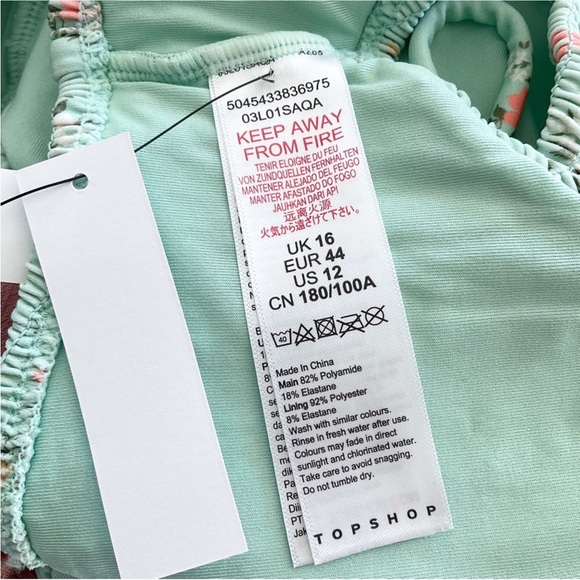 5045433836975
03L01SAQA
KEEP AWAY
FROM FIRE
TENIR ELOIGNE DU FEU
VON ZUNDQUELLEN FERNHALTEN
MANTENER ALEJADO DEL FEUGO
MANTER AFASTADO DO FOGO
JAUHKAN DARI API
远离火源
火気から遠ざけて下さい。
UK 16
EUR 44
US 12
CN 180/100A
40
Made In China
Main 82% Polyamide
18% Elastane
Lining 92% Polyester
8% Elastane
Wash with similar colours.
Rinse in fresh water after use.
Colours may fade in direct
sunlight and chlorinated water.
Take care to avoid snagging.
Do not tumble dry.
TOPSHOP